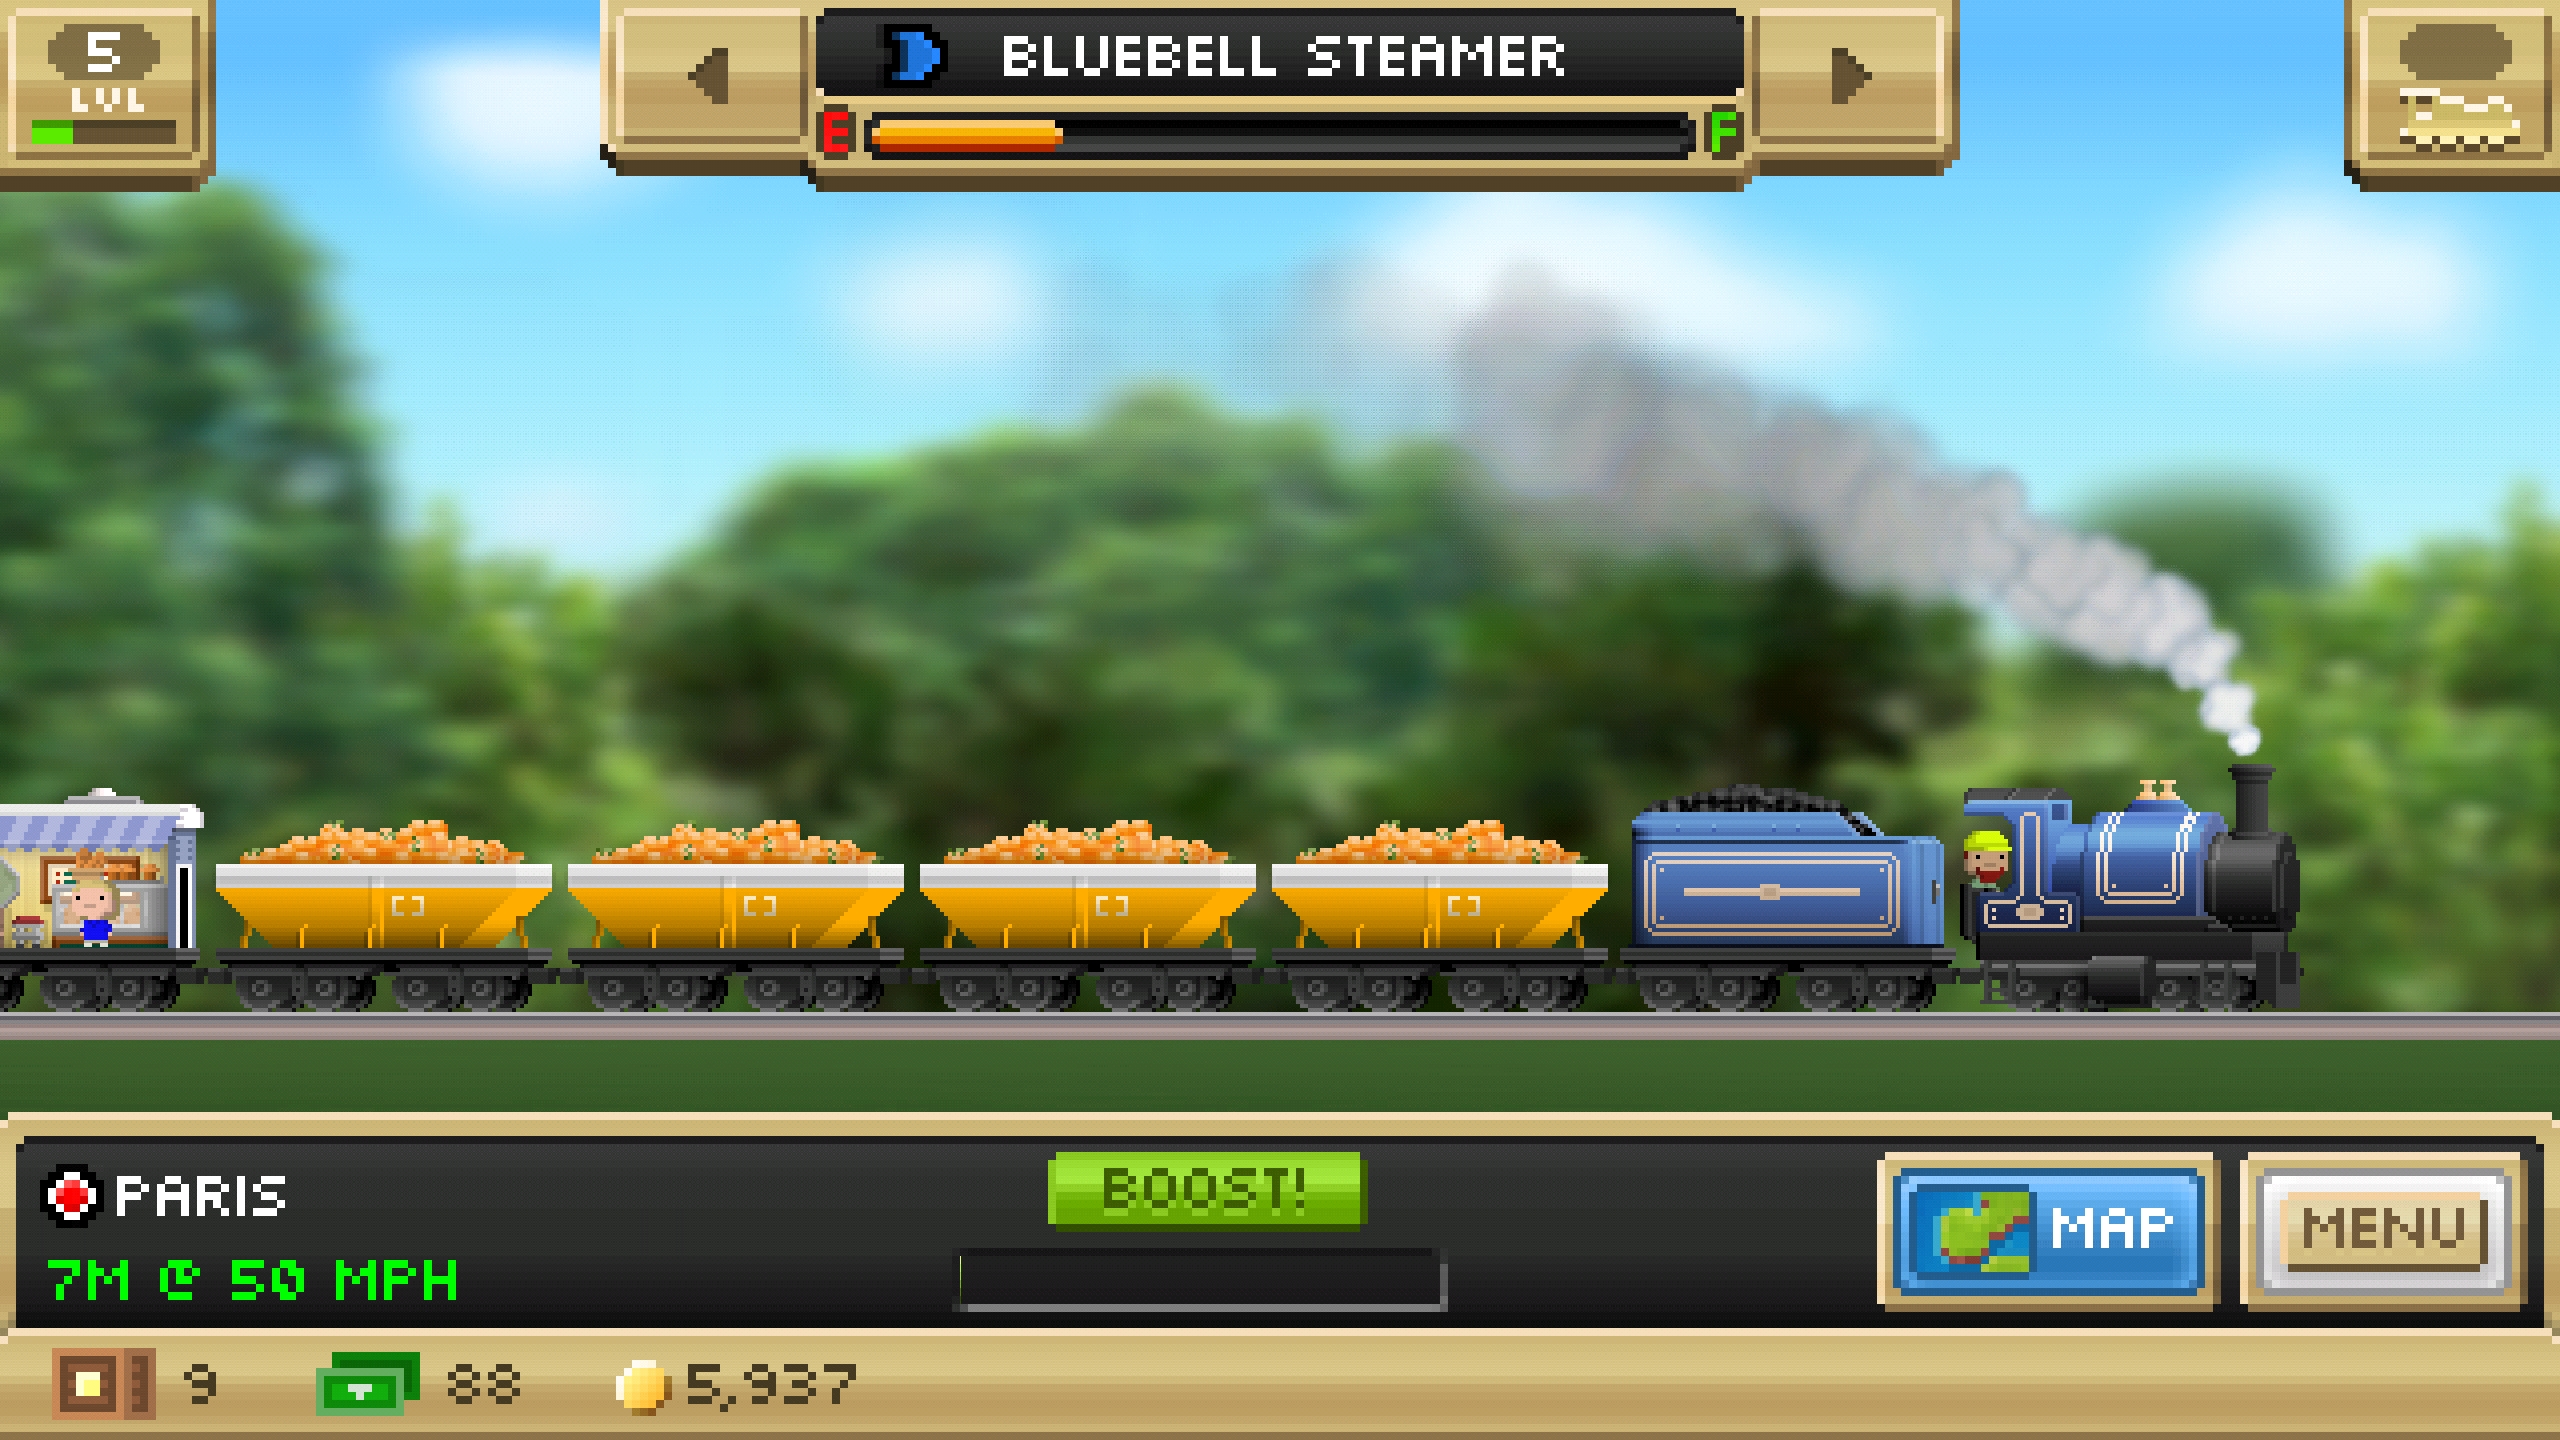 5
LVL
BLUEBELL STEAMER
E
F
PARIS
BOOST!
MAP
MENU
7M @ 50 MPH
9
88
5,937